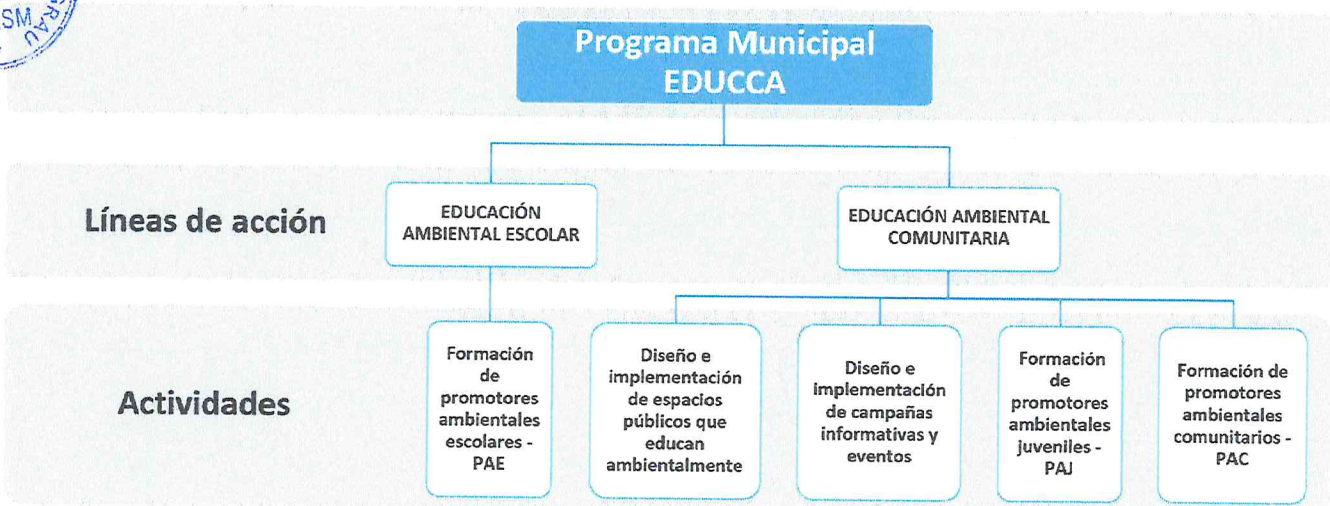 SM
GRAU
Programa Municipal
EDUCCA
Líneas de acción
EDUCACIÓN
AMBIENTAL ESCOLAR
EDUCACIÓN AMBIENTAL
COMUNITARIA
Actividades
Formación
de
promotores
ambientales
escolares -
PAE
Diseño e
implementación
de espacios
públicos que
educan
ambientalmente
Diseño e
implementación
de campañas
informativas y
eventos
Formación
de
promotores
ambientales
juveniles -
PAJ
Formación de
promotores
ambientales
comunitarios -
PAC